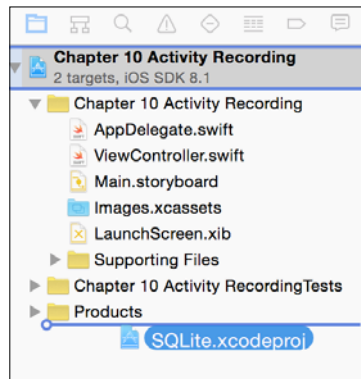 Chapter 10 Activity Recording
2 targets, iOS SDK 8.1
Chapter 10 Activity Recording
AppDelegate.swift
ViewController.swift
Main.storyboard
Images.xcassets
LaunchScreen.xib
Supporting Files
Chapter 10 Activity RecordingTests
Products
SQLite.xcodeproj